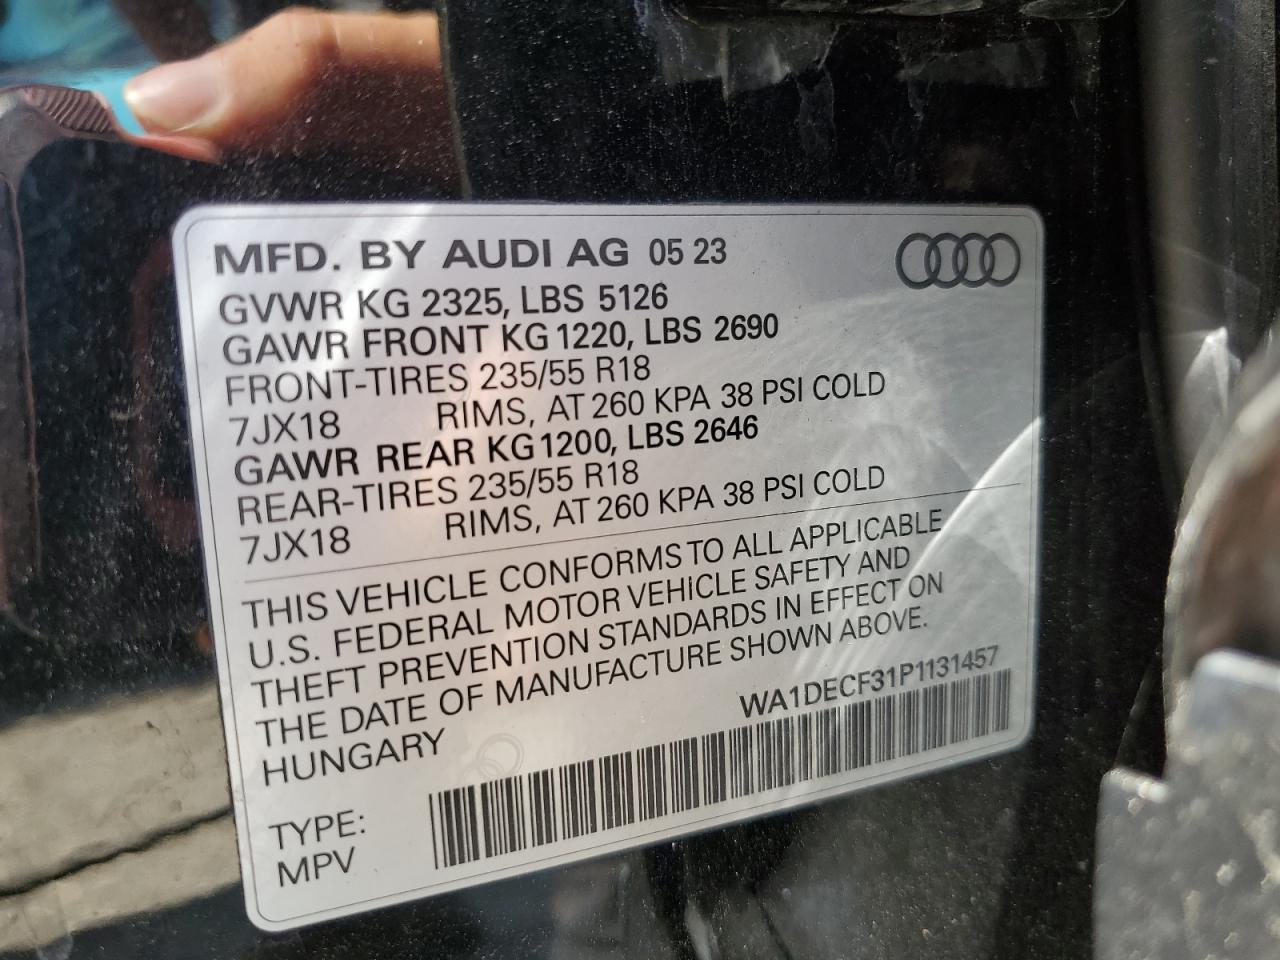 MFD. BY AUDI AG 05 23
GVWR KG 2325, LBS 5126
GAWR FRONT KG 1220, LBS 2690
FRONT-TIRES 235/55 R18
7JX18 RIMS, AT 260 KPA 38 PSI COLD
GAWR REAR KG 1200, LBS 2646
REAR-TIRES 235/55 R18
7JX18 RIMS, AT 260 KPA 38 PSI COLD
THIS VEHICLE CONFORMS TO ALL APPLICABLE
U.S. FEDERAL MOTOR VEHICLE SAFETY AND
THEFT PREVENTION STANDARDS IN EFFECT ON
THE DATE OF MANUFACTURE SHOWN ABOVE.
HUNGARY
WA1DECF31P1131457
TYPE:
MPV